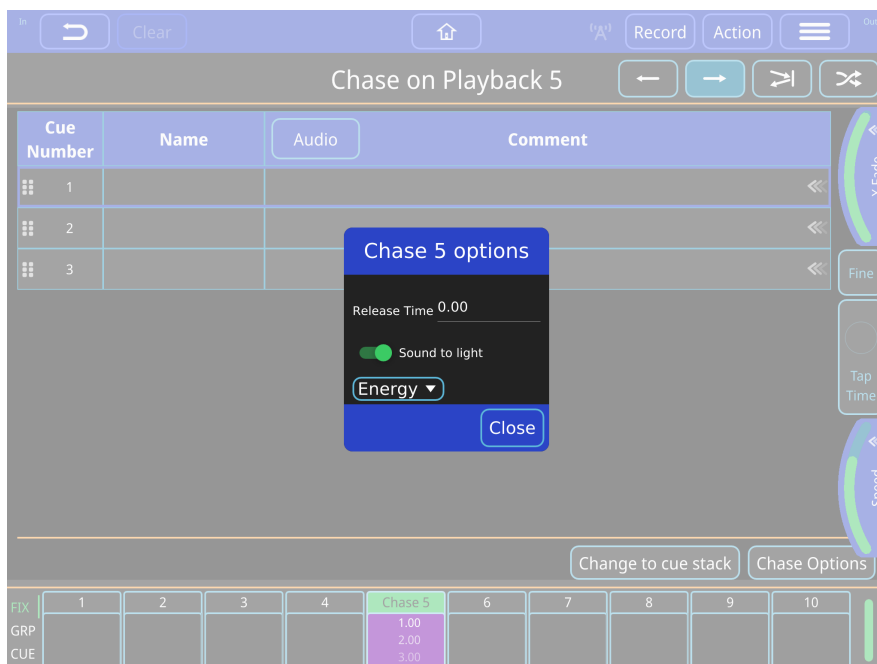 In
Clear
Record
Action
Chase on Playback 5
Cue Number
Name
Audio
Comment
1
2
3
X Fade
Fine
Tap Time
Speed
Chase 5 options
Release Time 0.00
Sound to light
Energy
Close
Change to cue stack
Chase Options
FIX
GRP
CUE
1
2
3
4
Chase 5
6
7
8
9
10
1.00
2.00
3.00